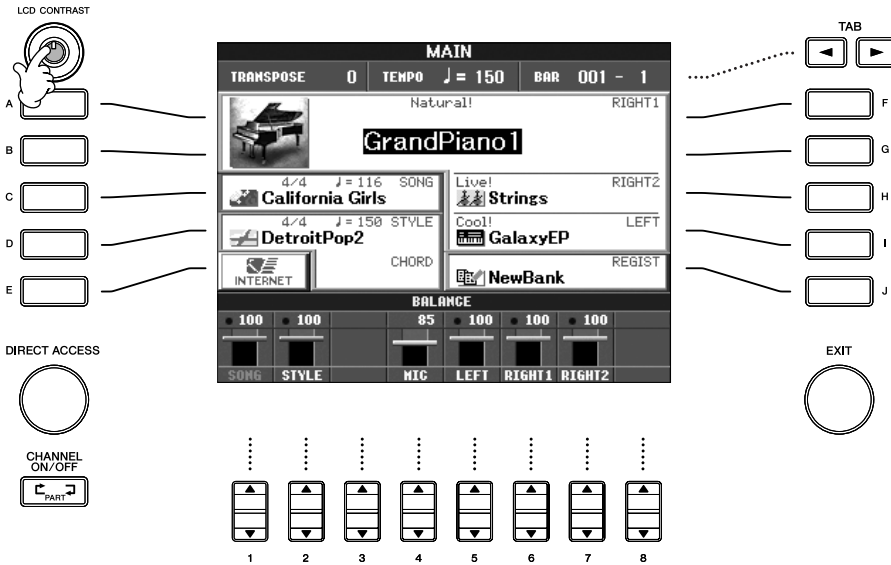 LCD CONTRAST
TAB
MAIN
TRANSPOSE 0 TEMPO ♩= 150 BAR 001 - 1
A
Natural! RIGHT1
F
GrandPiano1
B
G
4/4 ♩= 116 SONG
California Girls
C
Live! RIGHT2
Strings
H
4/4 ♩= 150 STYLE
DetroitPop2
D
Cool! LEFT
GalaxyEP
I
INTERNET
CHORD
E
REGIST
NewBank
J
BALANCE
100 100 85 100 100 100
SONG STYLE MIC LEFT RIGHT1 RIGHT2
DIRECT ACCESS
EXIT
CHANNEL
ON/OFF
PART
1 2 3 4 5 6 7 8